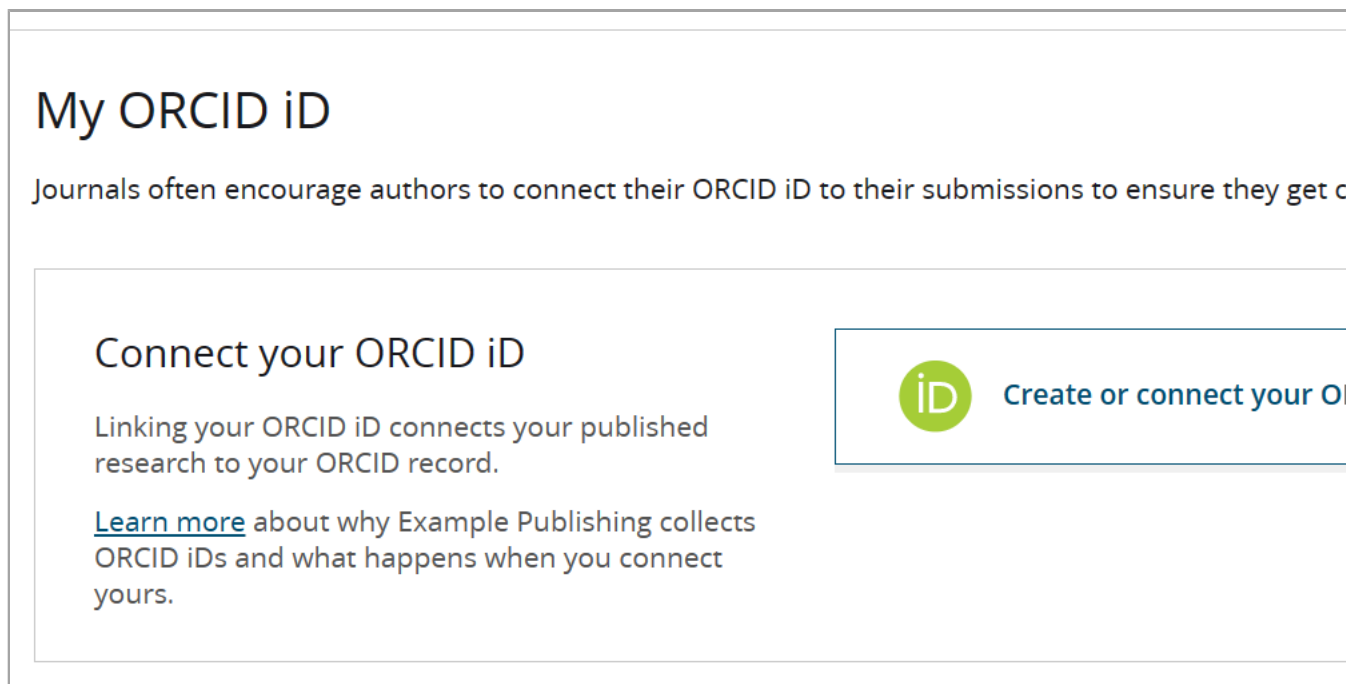 My ORCID iD
Journals often encourage authors to connect their ORCID iD to their submissions to ensure they get
Connect your ORCID iD
Linking your ORCID iD connects your published
research to your ORCID record.
Learn more about why Example Publishing collects
ORCID iDs and what happens when you connect
yours.
iD Create or connect your